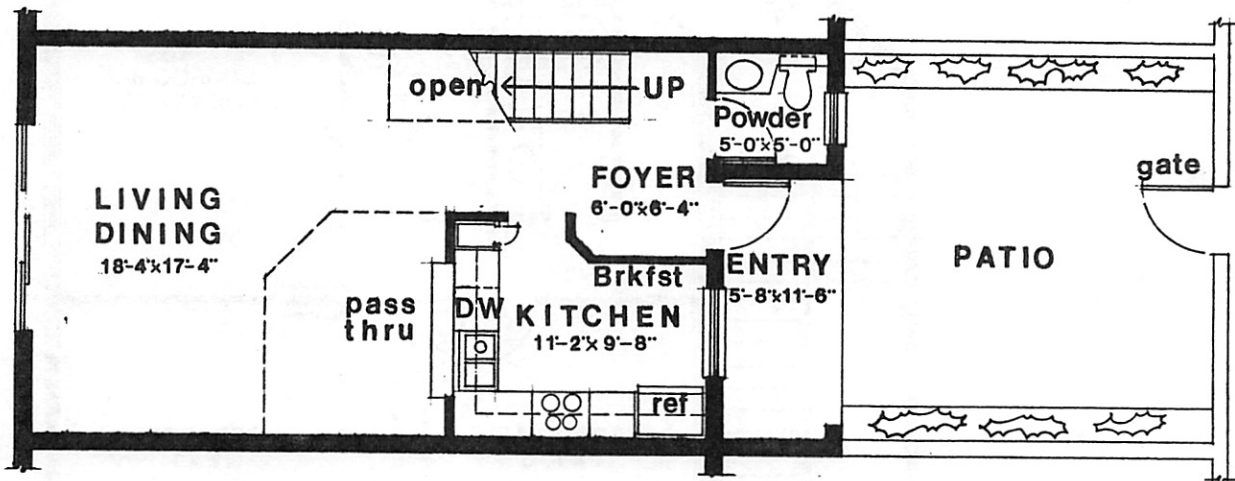 open
UP
Powder
5'-0"x5'-0"
gate
FOYER
6'-0"x6'-4"
LIVING
DINING
18'-4"x17'-4"
PATIO
ENTRY
5'-8"x11'-6"
Brkfst
pass
thru
DW
KITCHEN
11'-2"x 9'-8"
ref